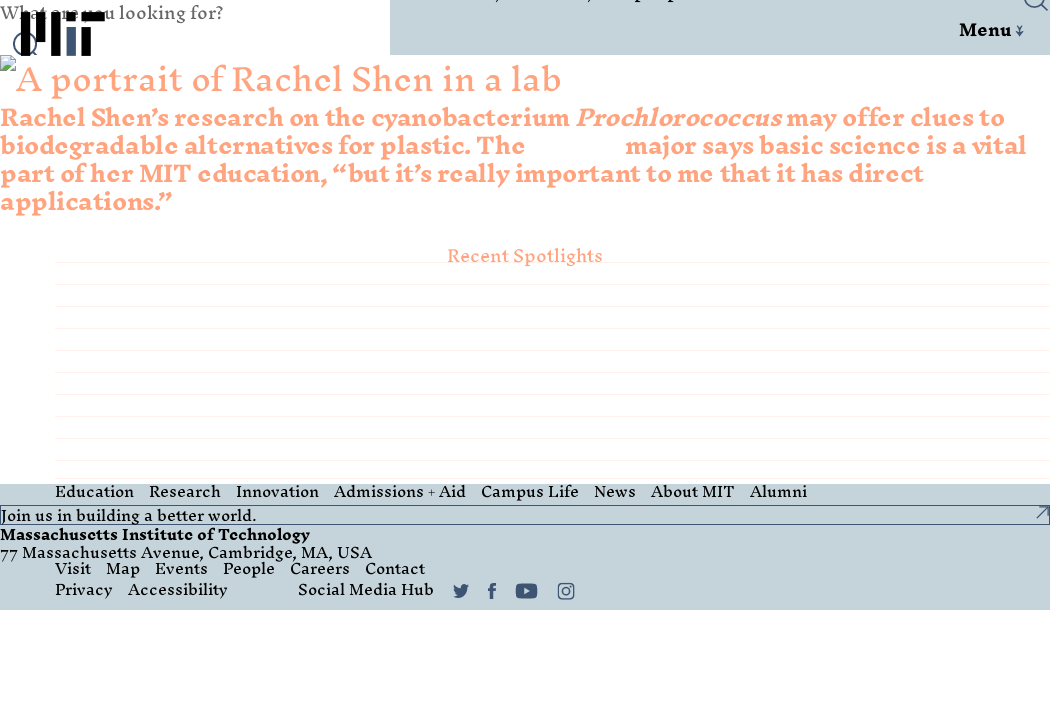 What are you looking for?
MIT
Menu
A portrait of Rachel Shen in a lab
Rachel Shen’s research on the cyanobacterium Prochlorococcus may offer clues to
biodegradable alternatives for plastic. The major says basic science is a vital
part of her MIT education, “but it’s really important to me that it has direct
applications.”
Recent Spotlights
Education Research Innovation Admissions + Aid Campus Life News About MIT Alumni
Join us in building a better world.
Massachusetts Institute of Technology
77 Massachusetts Avenue, Cambridge, MA, USA
Visit Map Events People Careers Contact
Privacy Accessibility Social Media Hub